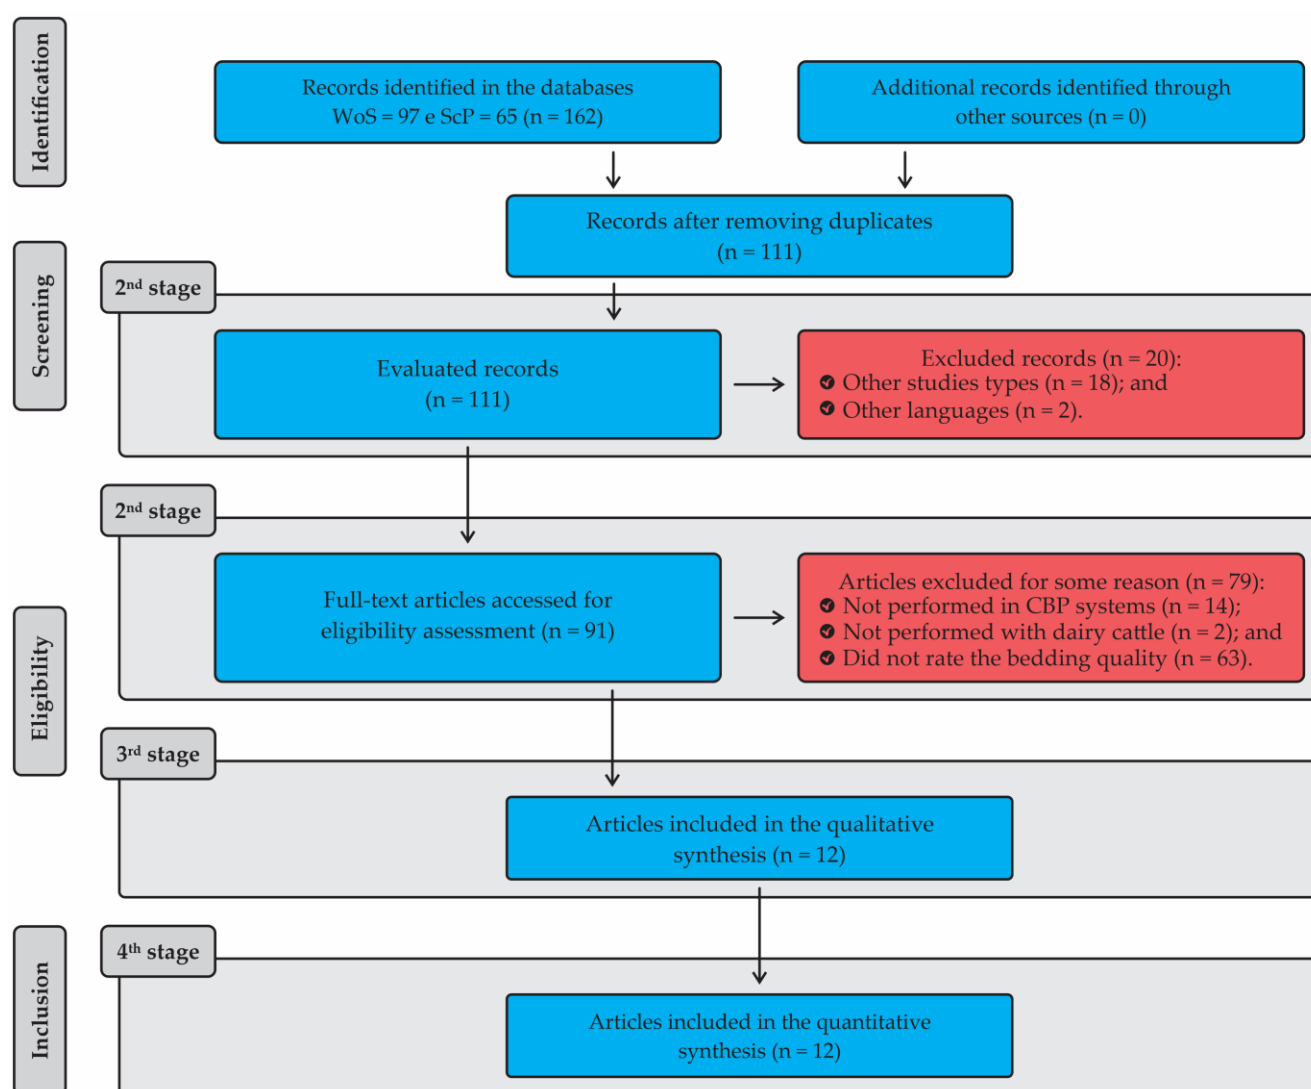 Identification
Records identified in the databases
WoS = 97 e ScP = 65 (n = 162)
Additional records identified through
other sources (n = 0)
Records after removing duplicates
(n = 111)
Screening
2nd stage
Evaluated records
(n = 111)
Excluded records (n = 20):
Other studies types (n = 18); and
Other languages (n = 2).
Eligibility
2nd stage
Full-text articles accessed for
eligibility assessment (n = 91)
Articles excluded for some reason (n = 79):
Not performed in CBP systems (n = 14);
Not performed with dairy cattle (n = 2); and
Did not rate the bedding quality (n = 63).
3rd stage
Articles included in the qualitative
synthesis (n = 12)
Inclusion
4th stage
Articles included in the quantitative
synthesis (n = 12)